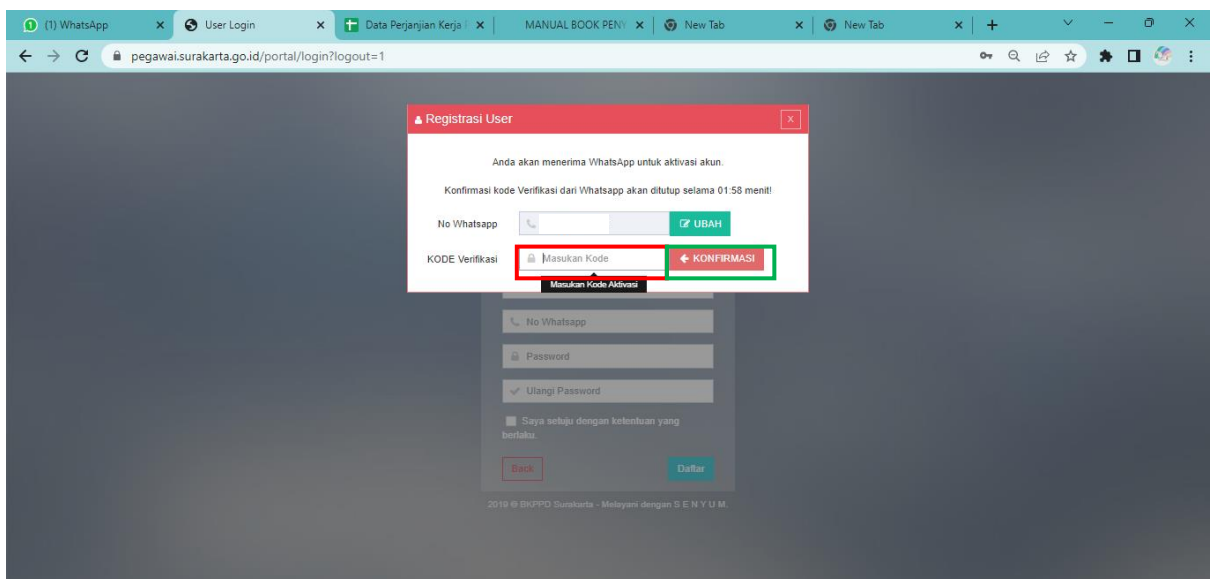 (1) WhatsApp
User Login
Data Perjanjian Kerja
MANUAL BOOK PENY
New Tab
New Tab
pegawai.surakarta.go.id/portal/login?logout=1
Registrasi User
X
Anda akan menerima WhatsApp untuk aktivasi akun.
Konfirmasi kode Verifikasi dari Whatsapp akan ditutup selama 01:58 menit!
No Whatsapp
UBAH
KODE Verifikasi
Masukan Kode
KONFIRMASI
Masukan Kode Aktivasi
No Whatsapp
Password
Ulangi Password
Saya setuju dengan ketentuan yang
berlaku.
Back
Daftar
2019 © BKPPD Surakarta - Melayani dengan S E N Y U M.